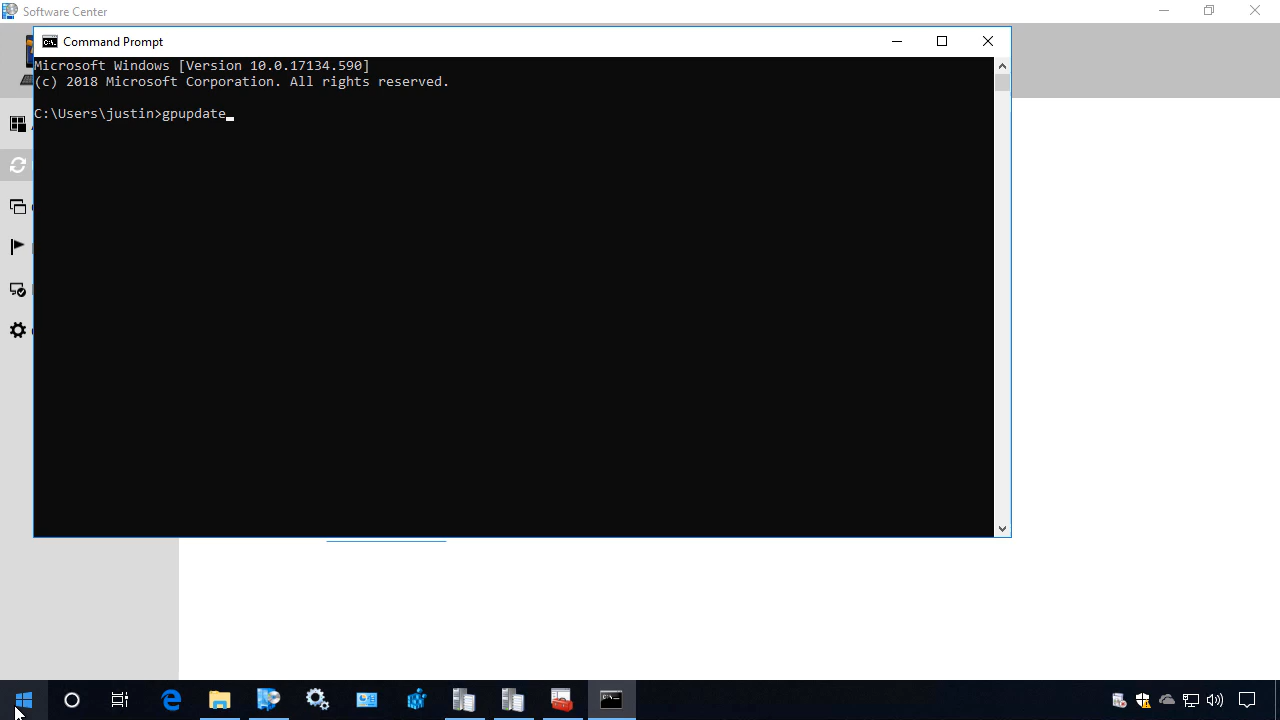 Software Center
Command Prompt
Microsoft Windows [Version 10.0.17134.590]
(c) 2018 Microsoft Corporation. All rights reserved.
C:\Users\justin>gpupdate